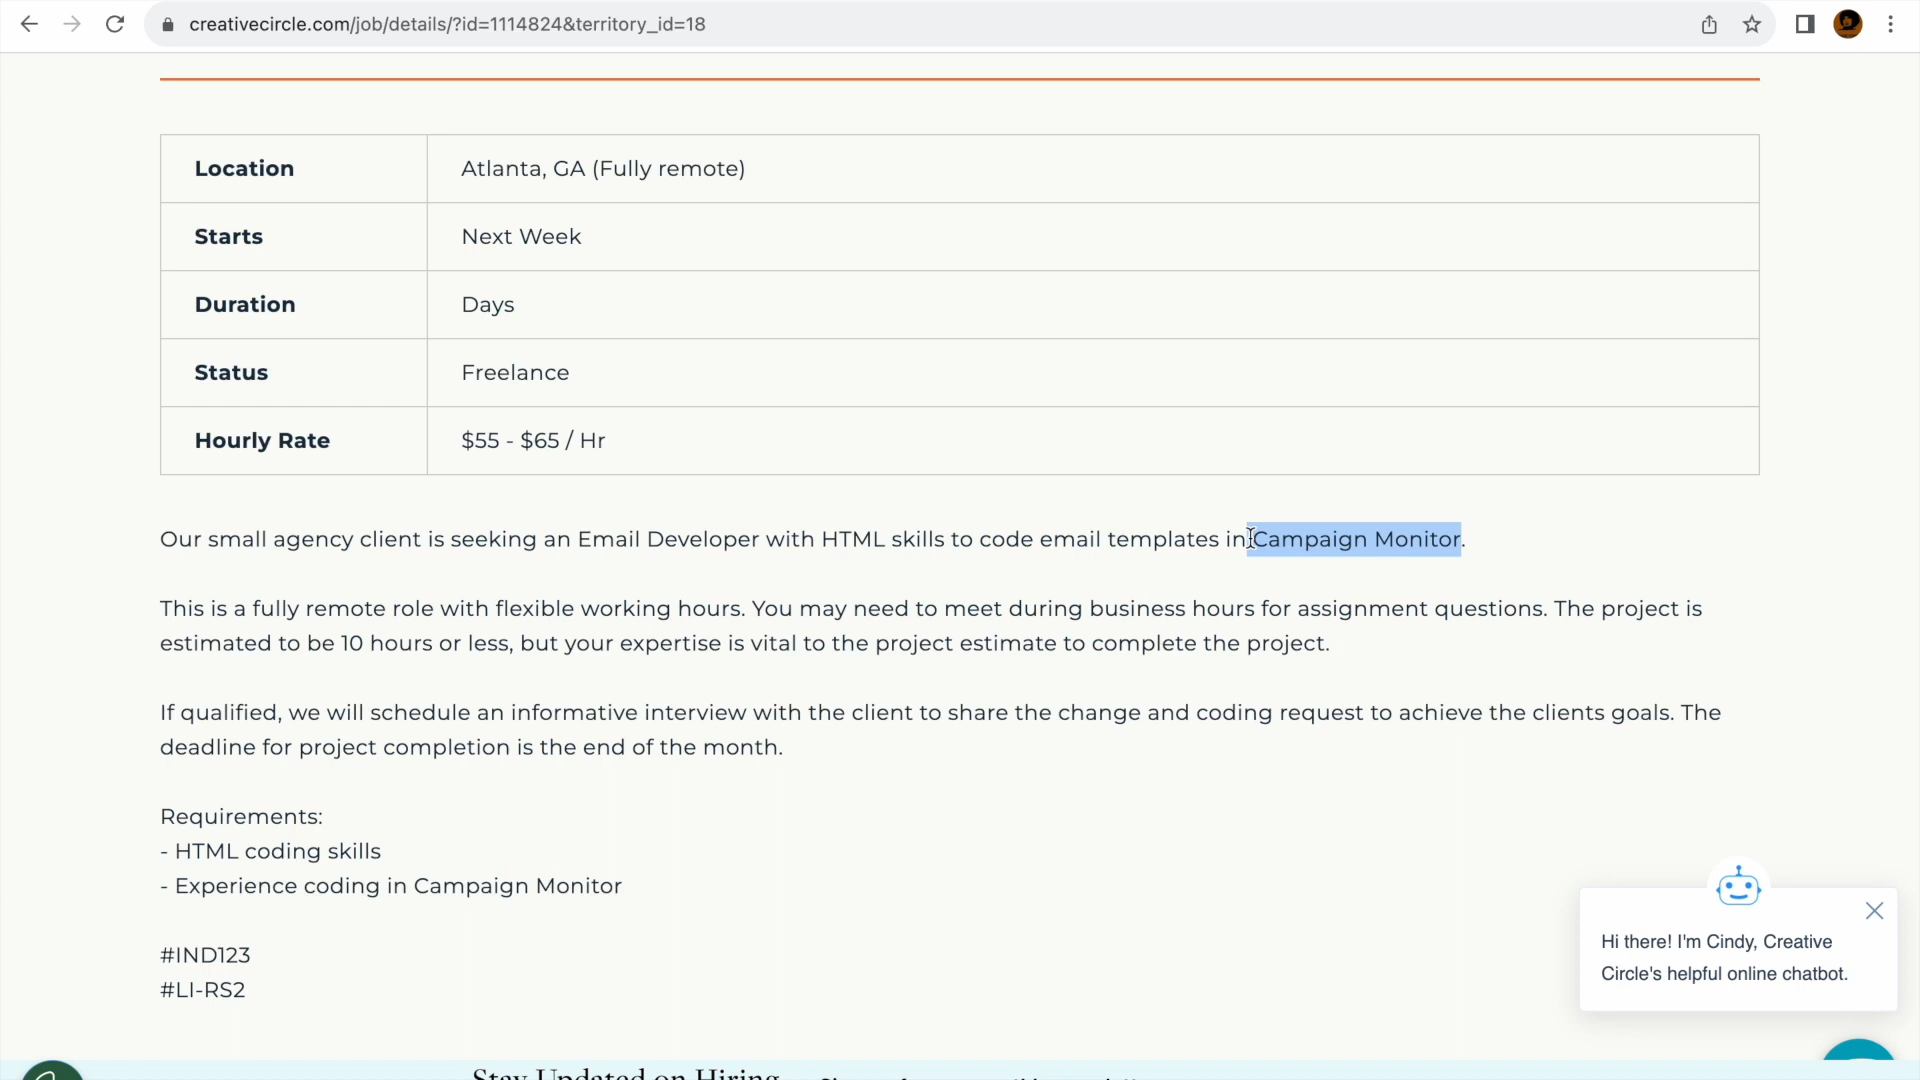 creativecircle.com/job/details/?id=1114824&territory_id=18
Location Atlanta, GA (Fully remote)
Starts Next Week
Duration Days
Status Freelance
Hourly Rate $55 - $65 / Hr
Our small agency client is seeking an Email Developer with HTML skills to code email templates in Campaign Monitor.
This is a fully remote role with flexible working hours. You may need to meet during business hours for assignment questions. The project is
estimated to be 10 hours or less, but your expertise is vital to the project estimate to complete the project.
If qualified, we will schedule an informative interview with the client to share the change and coding request to achieve the clients goals. The
deadline for project completion is the end of the month.
Requirements:
- HTML coding skills
- Experience coding in Campaign Monitor
#IND123
#LI-RS2
Hi there! I'm Cindy, Creative
Circle's helpful online chatbot.
Stay Updated on Hiring